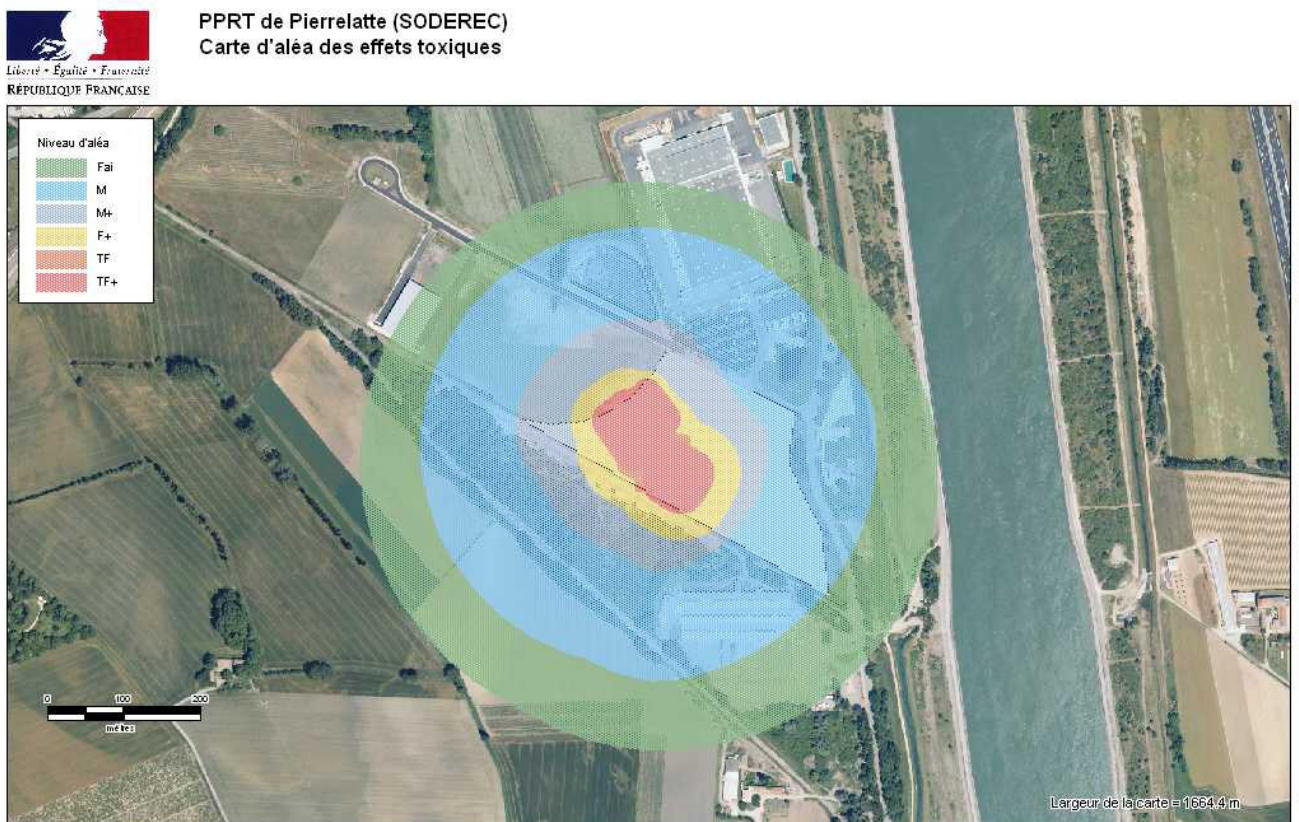 PPRT de Pierrelatte (SODEREC)
Carte d'aléa des effets toxiques
Liberté • Égalité • Fraternité
RÉPUBLIQUE FRANÇAISE
Niveau d'aléa
Fai
M
M+
F+
TF
TF+
0 100 200
mètres
Largeur de la carte = 1664.4 m